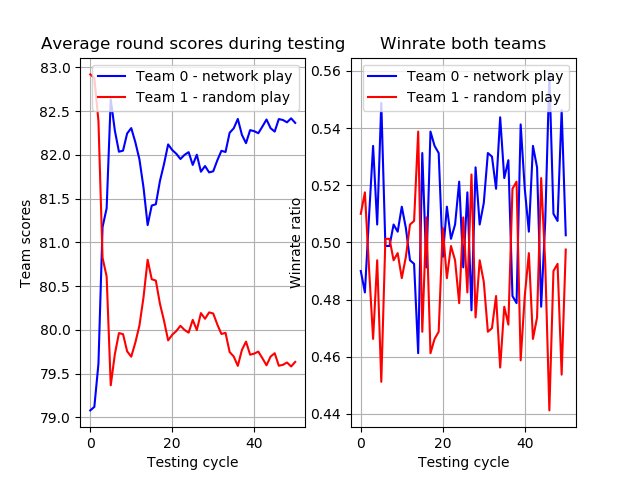 Average round scores during testing
Team 0 - network play
Team 1 - random play
83.0
82.5
82.0
81.5
81.0
80.5
80.0
79.5
79.0
Team scores
0 20 40
Testing cycle
Winrate both teams
Team 0 - network play
Team 1 - random play
0.56
0.54
0.52
0.50
0.48
0.46
0.44
Winrate ratio
0 20 40
Testing cycle